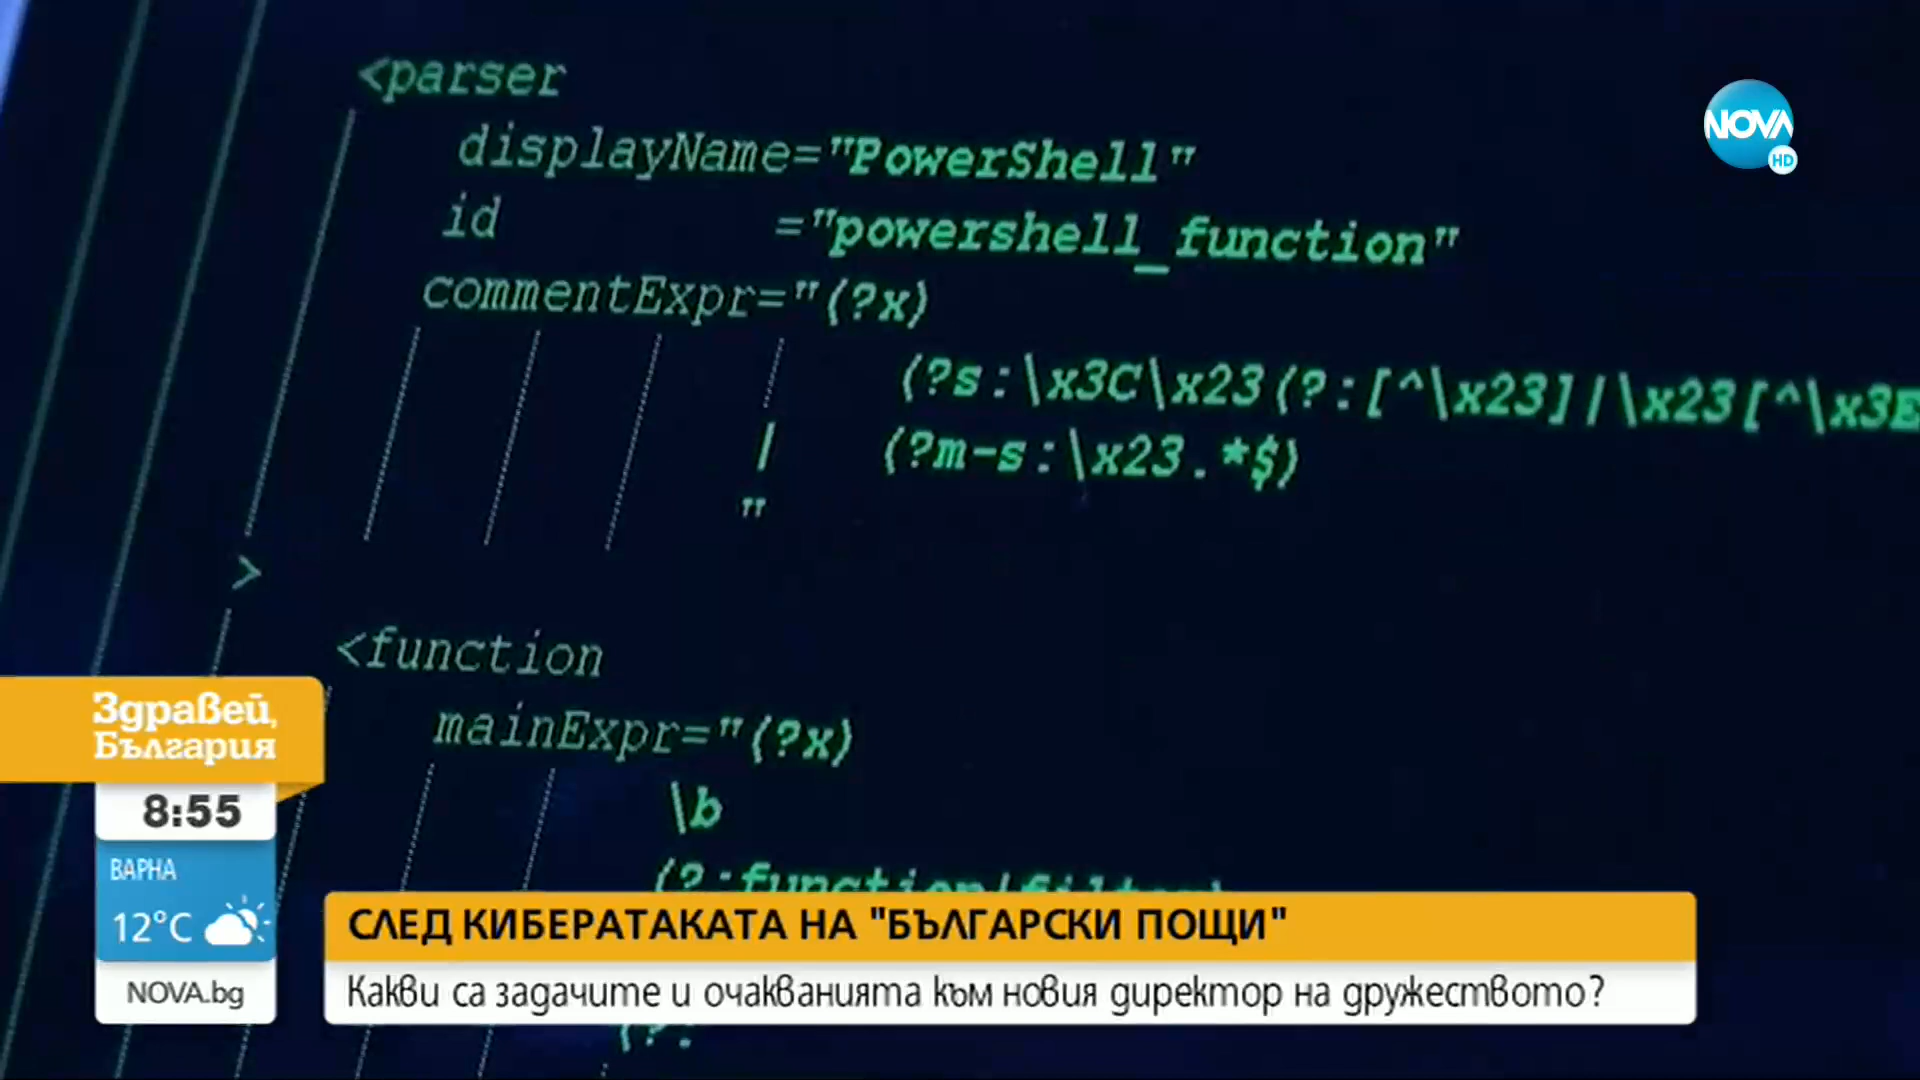 <parser
displayName="PowerShell"
id ="powershell_function"
commentExpr="(?x)
(?s:\x3C\x23(?:[^\x23]|\x23[^\x3E
| (?m-s:\x23.*$)
"
>
<function
mainExpr="(?x)
\b
(?:function|filter)
(?:
NOVA
HD
Здравей,
България
8:55
ВАРНА
12°C
NOVA.bg
СЛЕД КИБЕРАТАКАТА НА "БЪЛГАРСКИ ПОЩИ"
Какви са задачите и очакванията към новия директор на дружеството?